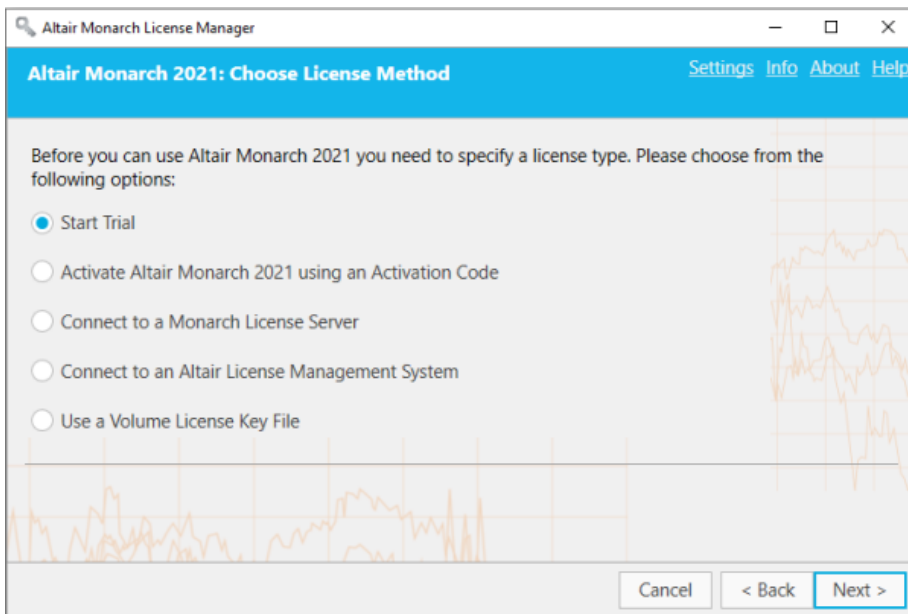 Altair Monarch License Manager
Altair Monarch 2021: Choose License Method
Settings Info About Help
Before you can use Altair Monarch 2021 you need to specify a license type. Please choose from the
following options:
Start Trial
Activate Altair Monarch 2021 using an Activation Code
Connect to a Monarch License Server
Connect to an Altair License Management System
Use a Volume License Key File
Cancel < Back Next >